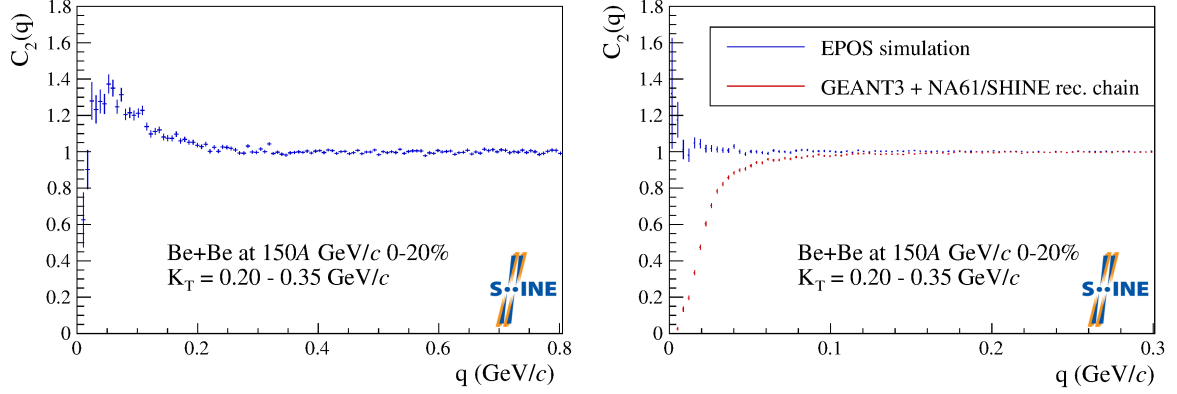 C2(q)
1.8
1.6
1.4
1.2
1
0.8
0.6
0.4
0.2
0
Be+Be at 150A GeV/c 0-20%
KT = 0.20 - 0.35 GeV/c
S••INE
0 0.2 0.4 0.6 0.8
q (GeV/c)
C2(q)
1.8
1.6
1.4
1.2
1
0.8
0.6
0.4
0.2
0
EPOS simulation
GEANT3 + NA61/SHINE rec. chain
Be+Be at 150A GeV/c 0-20%
KT = 0.20 - 0.35 GeV/c
S••INE
0 0.1 0.2 0.3
q (GeV/c)